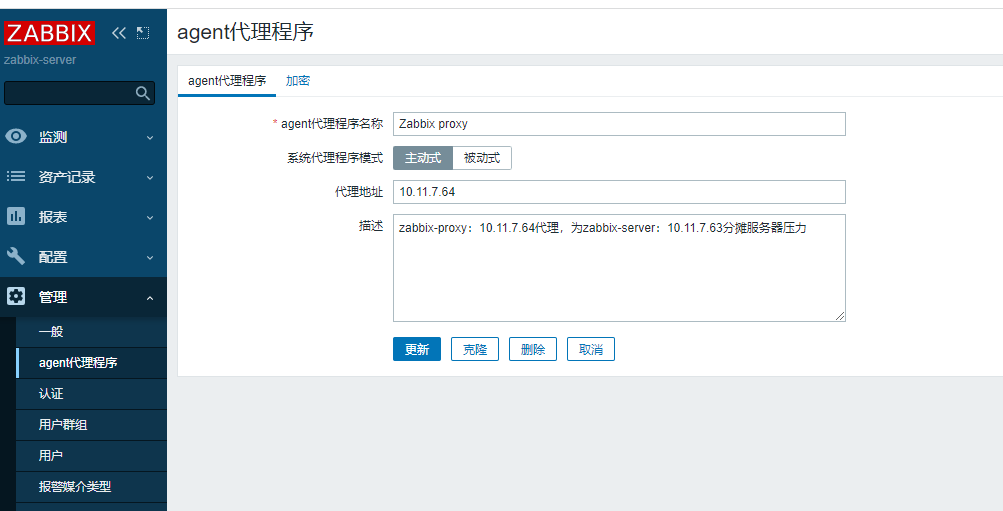 ZABBIX
zabbix-server
监测
资产记录
报表
配置
管理
一般
agent代理程序
认证
用户群组
用户
报警媒介类型
agent代理程序
agent代理程序
加密
* agent代理程序名称
Zabbix proxy
系统代理程序模式
主动式
被动式
代理地址
10.11.7.64
描述
zabbix-proxy：10.11.7.64代理，为zabbix-server：10.11.7.63分摊服务器压力
更新
克隆
删除
取消